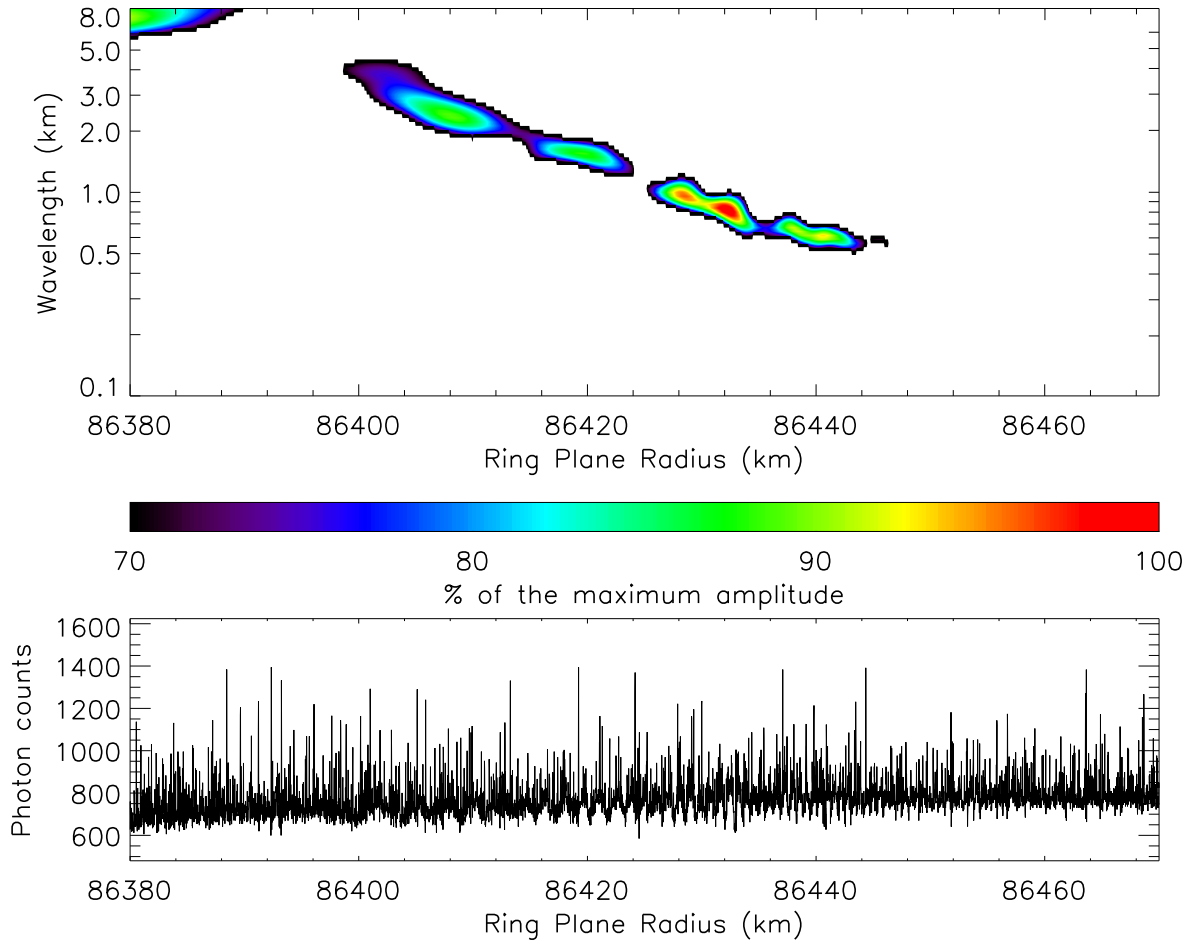 8.0
5.0
3.0
2.0
1.0
0.5
0.1
Wavelength (km)
86380 86400 86420 86440 86460
Ring Plane Radius (km)
70 80 90 100
% of the maximum amplitude
1600
1400
1200
1000
800
600
Photon counts
86380 86400 86420 86440 86460
Ring Plane Radius (km)